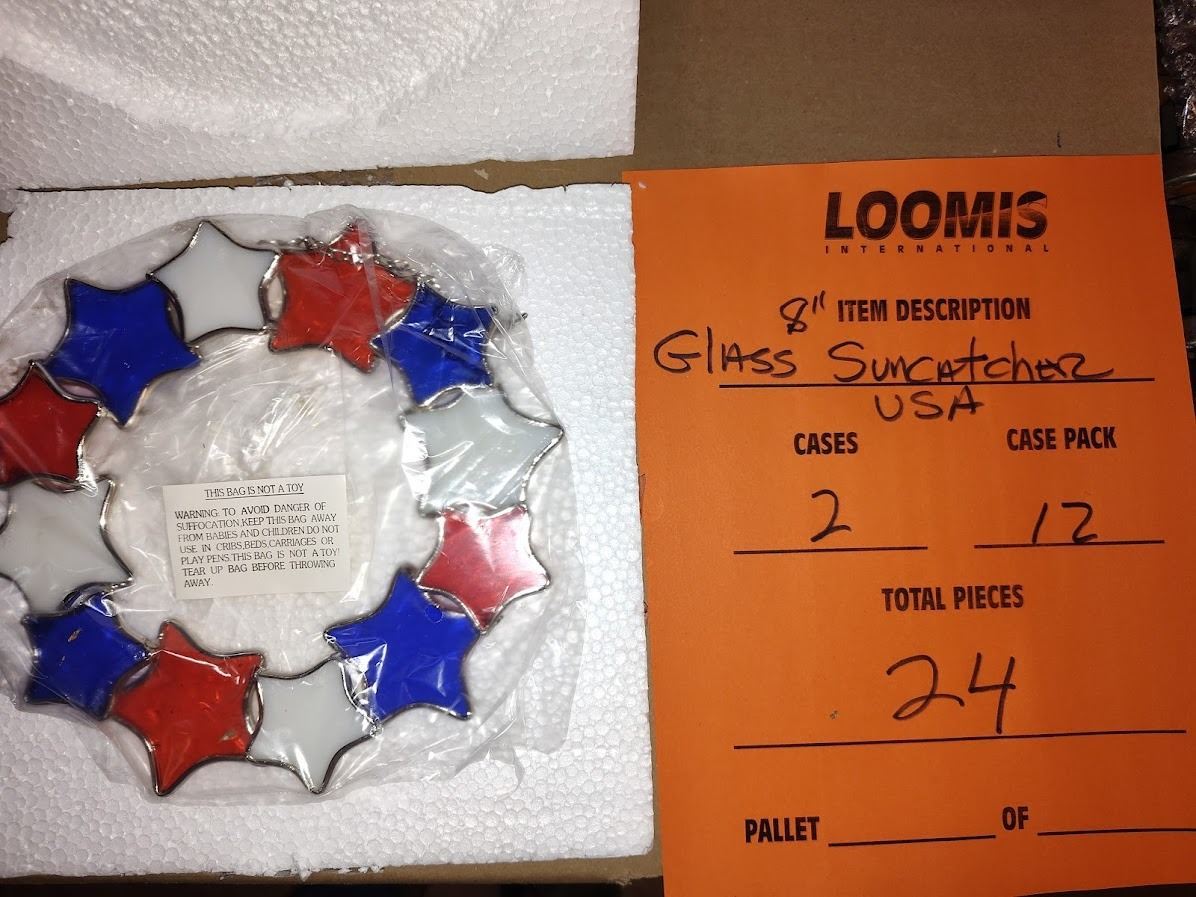 THIS BAG IS NOT A TOY
WARNING: TO AVOID DANGER OF
SUFFOCATION,KEEP THIS BAG AWAY
FROM BABIES AND CHILDREN DO NOT
USE IN CRIBS,BEDS,CARRIAGES OR
PLAY PENS.THIS BAG IS NOT A TOY!
TEAR UP BAG BEFORE THROWING
AWAY.
LOOMIS
INTERNATIONAL
8" ITEM DESCRIPTION
Glass Suncatcher
USA
CASES CASE PACK
2 12
TOTAL PIECES
24
PALLET OF